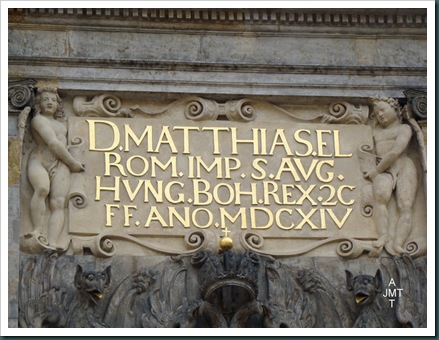 D.MATTHIAS.EL
ROM.IMP.S.AVG.
HVNG.BOH.REX.2C
FF.ANO.MDCXIV
A
JMT
T